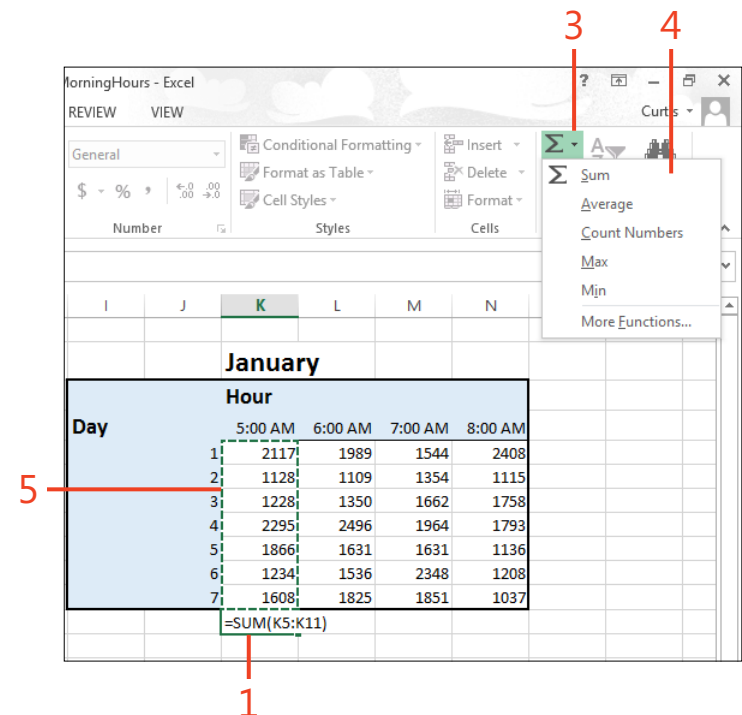 3 4
MorningHours - Excel ?
REVIEW VIEW Curtis
General Conditional Formatting Insert Σ A
Format as Table Delete Σ Sum
$ % , ←.0 .00 .00 →.0 Cell Styles Format Average
Number Styles Cells Count Numbers
Max
Min
I J K L M N
More Functions...
January
Hour
Day 5:00 AM 6:00 AM 7:00 AM 8:00 AM
1 2117 1989 1544 2408
2 1128 1109 1354 1115
5
3 1228 1350 1662 1758
4 2295 2496 1964 1793
5 1866 1631 1631 1136
6 1234 1536 2348 1208
7 1608 1825 1851 1037
=SUM(K5:K11)
1